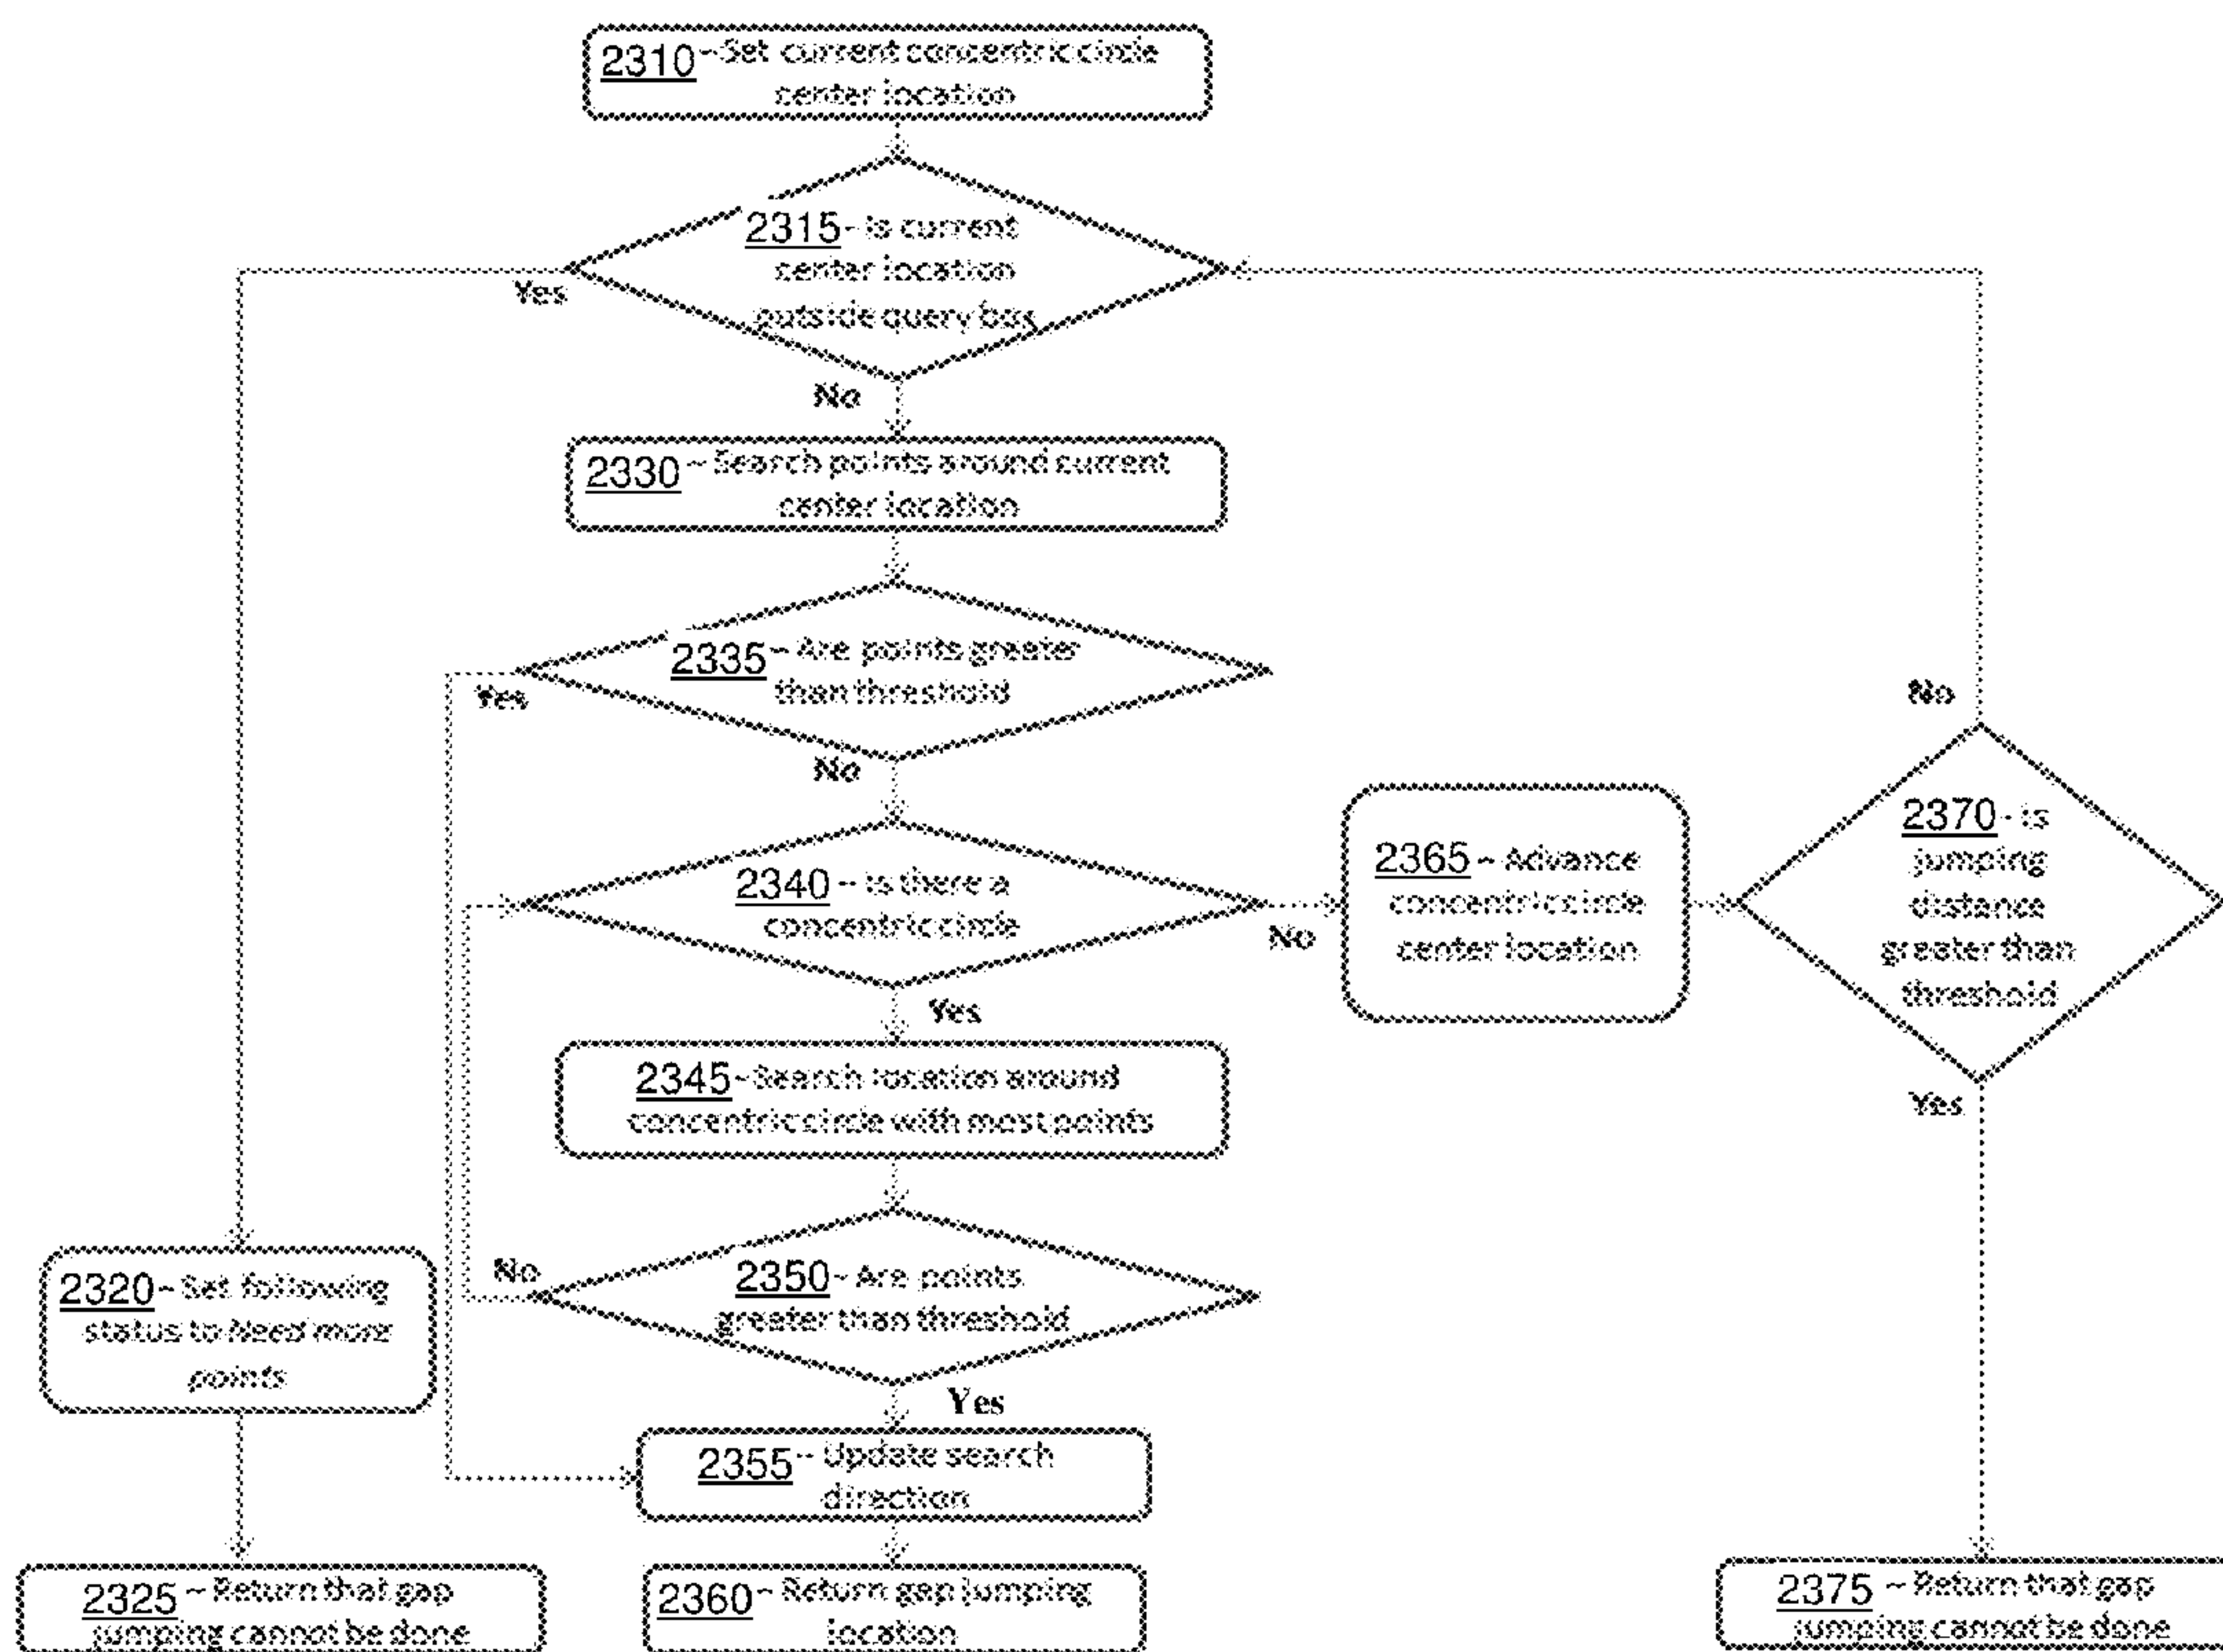 2310 ~ Set current concentric circle
center location
2315 - is current
center location
outside query box
Yes
No
2330 ~ Search points around current
center location
2335 ~ Are points greater
than threshold
Yes
No
No
2340 ~ is there a
concentric circle
No
Yes
2365 ~ Advance
concentric circle
center location
2370 - is
jumping
distance
greater than
threshold
Yes
2345 - Search location around
concentric circle with most points
2350 - Are points
greater than threshold
No
Yes
2320 ~ Set following
status to Need more
points
2355 ~ Update search
direction
2325 ~ Return that gap
jumping cannot be done
2360 ~ Return gap jumping
location
2375 ~ Return that gap
jumping cannot be done